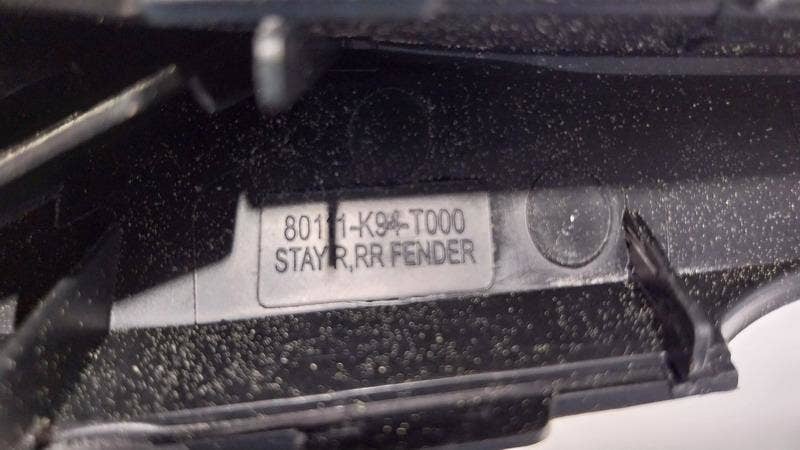 80111-K94-T000
STAY R, RR FENDER